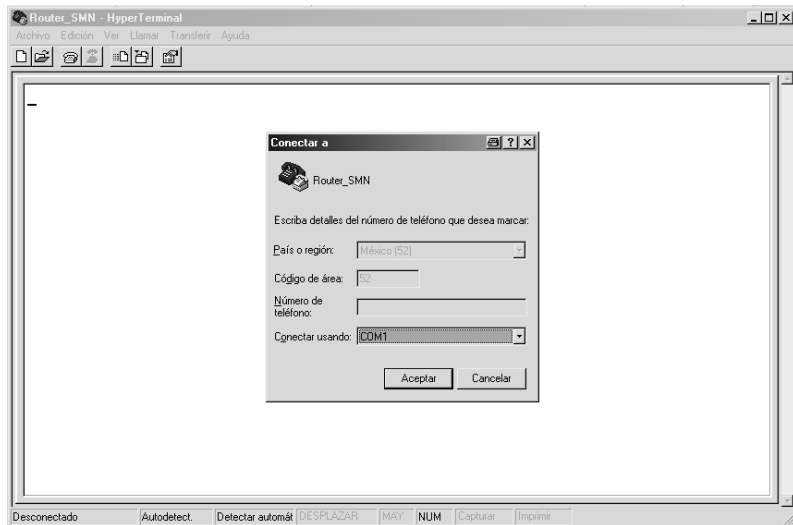 Router_SMN - HyperTerminal
Archivo Edición Ver Llamar Transferir Ayuda
Conectar a
Router_SMN
Escriba detalles del número de teléfono que desea marcar:
País o región: México (52)
Código de área: 52
Número de
teléfono:
Conectar usando: COM1
Aceptar Cancelar
Desconectado Autodetect. Detectar automát DESPLAZAR MAY NUM Capturar Imprimir